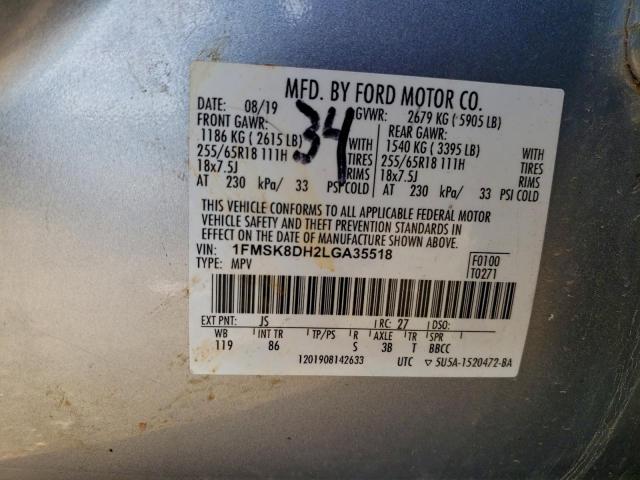 MFD. BY FORD MOTOR CO.
DATE: 08/19 GVWR: 2679 KG ( 5905 LB)
FRONT GAWR: REAR GAWR:
1186 KG ( 2615 LB) WITH 1540 KG ( 3395 LB) WITH
255/65R18 111H TIRES 255/65R18 111H TIRES
18x7.5J RIMS 18x7.5J RIMS
AT 230 kPa/ 33 PSI COLD AT 230 kPa/ 33 PSI COLD
34
THIS VEHICLE CONFORMS TO ALL APPLICABLE FEDERAL MOTOR
VEHICLE SAFETY AND THEFT PREVENTION STANDARDS IN
EFFECT ON THE DATE OF MANUFACTURE SHOWN ABOVE.
VIN: 1FMSK8DH2LGA35518 F0100
TYPE: MPV T0271
EXT PNT: JS RC: 27 DSO:
WB INT TR TP/PS R AXLE TR SPR
119 86 S 3B T BBCC
1201908142633 UTC ▽ 5U5A-1520472-BA